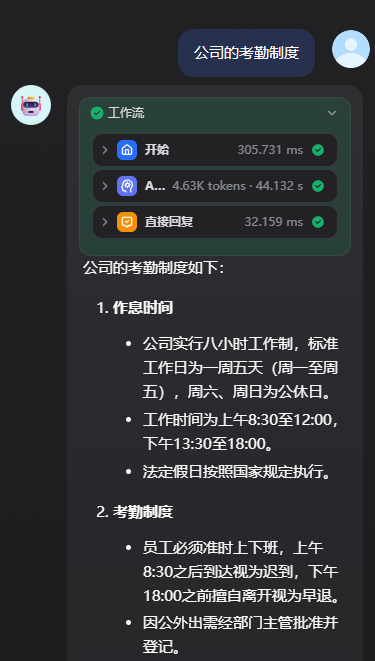 公司的考勤制度
工作流
开始 305.731 ms
A... 4.63K tokens · 44.132 s
直接回复 32.159 ms
公司的考勤制度如下：
1. 作息时间
• 公司实行八小时工作制，标准
工作日为一周五天（周一至周
五），周六、周日为公休日。
• 工作时间为上午8:30至12:00，
下午13:30至18:00。
• 法定假日按照国家规定执行。
2. 考勤制度
• 员工必须准时上下班，上午
8:30之后到达视为迟到，下午
18:00之前擅自离开视为早退。
• 因公外出需经部门主管批准并
登记。